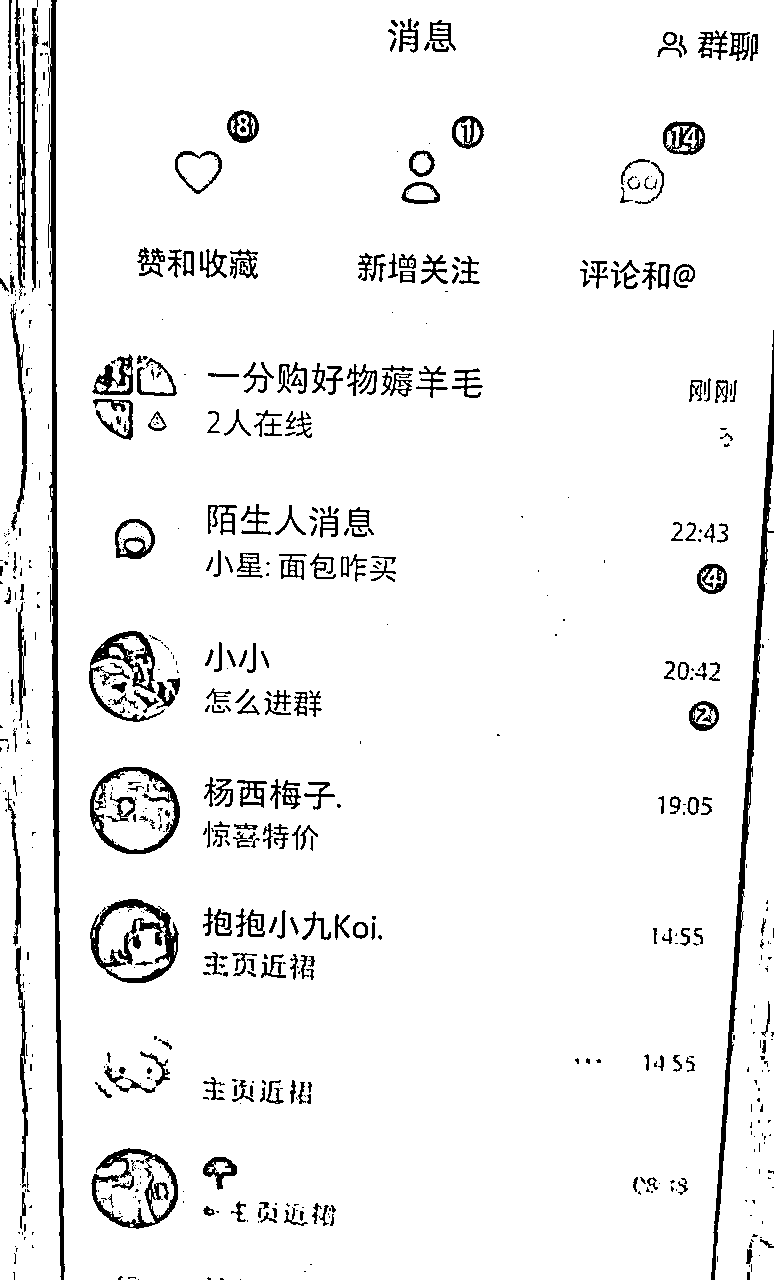 消息
群聊
8
1
14
赞和收藏
新增关注
评论和@
一分购好物薅羊毛
刚刚
2人在线
陌生人消息
22:43
小星: 面包咋买
4
小小
20:42
怎么进群
2
杨西梅子.
19:05
惊喜特价
抱抱小九Koi.
14:55
主页近裙
... 14:55
主页近裙
主页近裙